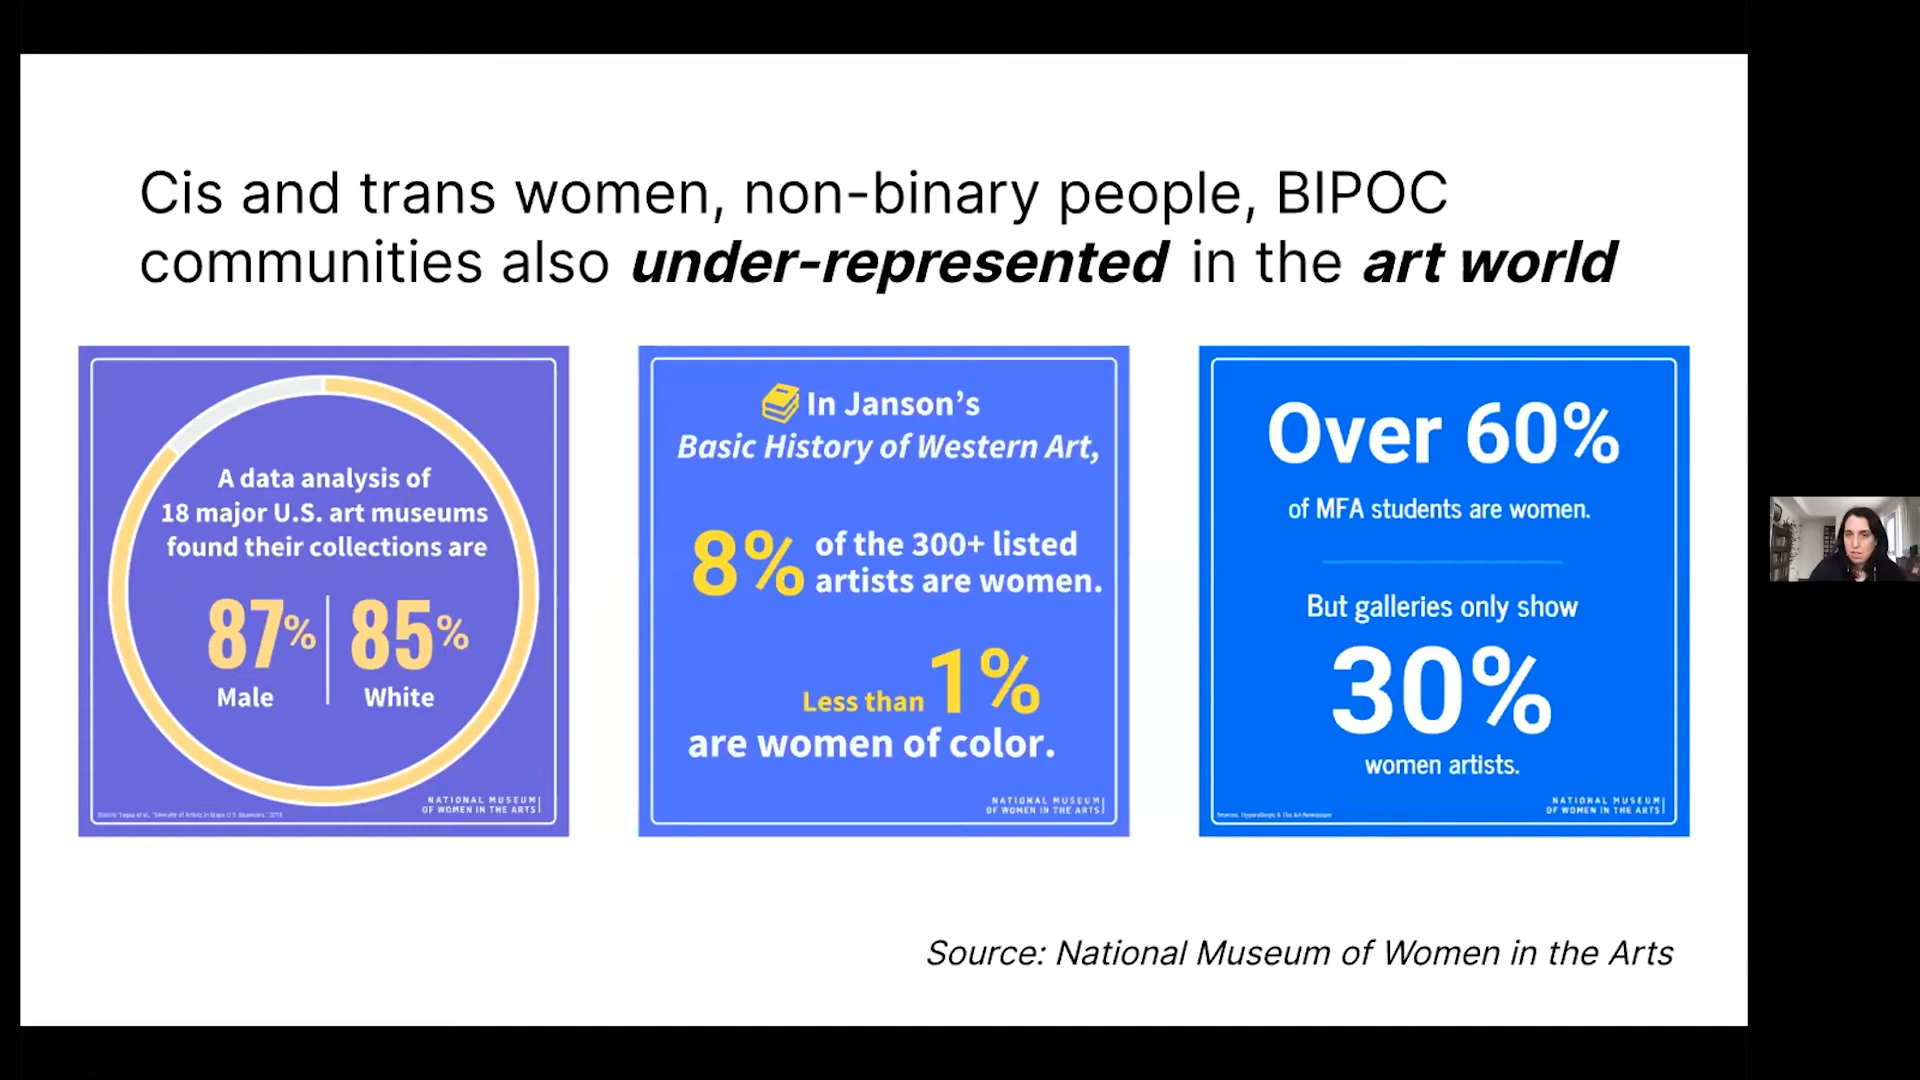 Cis and trans women, non-binary people, BIPOC
communities also under-represented in the art world
A data analysis of
18 major U.S. art museums
found their collections are
87% 85%
Male White
NATIONAL MUSEUM
OF WOMEN IN THE ARTS
In Janson's
Basic History of Western Art,
8% of the 300+ listed
artists are women.
Less than 1%
are women of color.
NATIONAL MUSEUM
OF WOMEN IN THE ARTS
Over 60%
of MFA students are women.
But galleries only show
30%
women artists.
NATIONAL MUSEUM
OF WOMEN IN THE ARTS
Source: National Museum of Women in the Arts